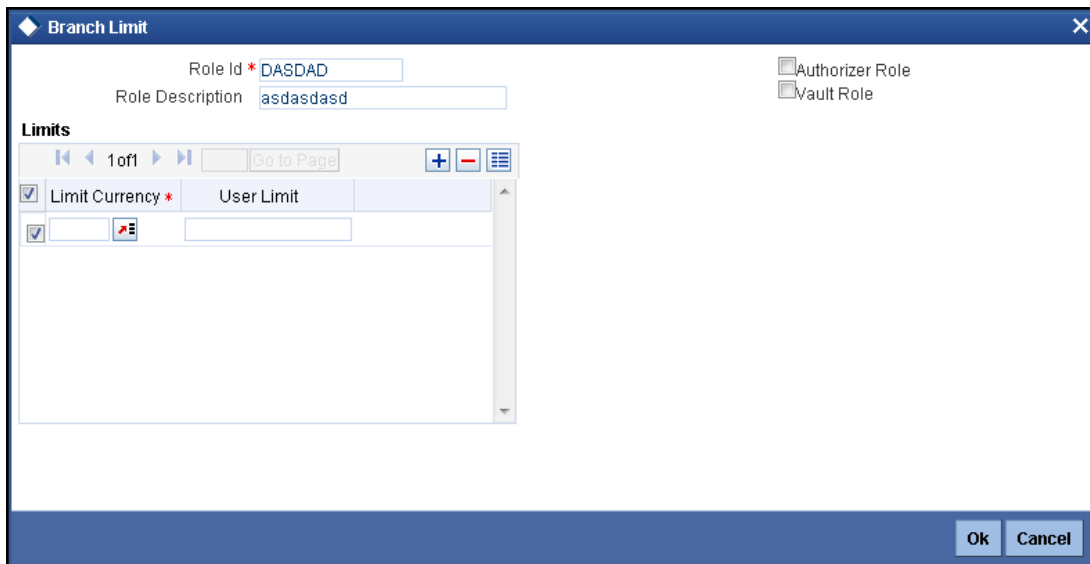 Branch Limit
Role Id * DASDAD
Authorizer Role
Role Description asdasdasd
Vault Role
Limits
1of1 Go to Page
Limit Currency * User Limit
Ok Cancel